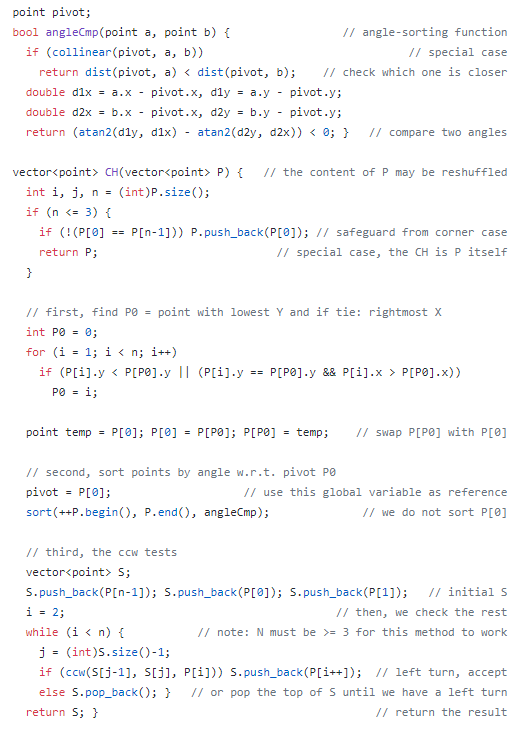 point pivot;
bool angleCmp(point a, point b) { // angle-sorting function
if (collinear(pivot, a, b)) // special case
return dist(pivot, a) < dist(pivot, b); // check which one is closer
double d1x = a.x - pivot.x, d1y = a.y - pivot.y;
double d2x = b.x - pivot.x, d2y = b.y - pivot.y;
return (atan2(d1y, d1x) - atan2(d2y, d2x)) < 0; } // compare two angles
vector<point> CH(vector<point> P) { // the content of P may be reshuffled
int i, j, n = (int)P.size();
if (n <= 3) {
if (!(P[0] == P[n-1])) P.push_back(P[0]); // safeguard from corner case
return P; // special case, the CH is P itself
}
// first, find P0 = point with lowest Y and if tie: rightmost X
int P0 = 0;
for (i = 1; i < n; i++)
if (P[i].y < P[P0].y || (P[i].y == P[P0].y && P[i].x > P[P0].x))
P0 = i;
point temp = P[0]; P[0] = P[P0]; P[P0] = temp; // swap P[P0] with P[0]
// second, sort points by angle w.r.t. pivot P0
pivot = P[0]; // use this global variable as reference
sort(++P.begin(), P.end(), angleCmp); // we do not sort P[0]
// third, the ccw tests
vector<point> S;
S.push_back(P[n-1]); S.push_back(P[0]); S.push_back(P[1]); // initial S
i = 2; // then, we check the rest
while (i < n) { // note: N must be >= 3 for this method to work
j = (int)S.size()-1;
if (ccw(S[j-1], S[j], P[i])) S.push_back(P[i++]); // left turn, accept
else S.pop_back(); } // or pop the top of S until we have a left turn
return S; } // return the result